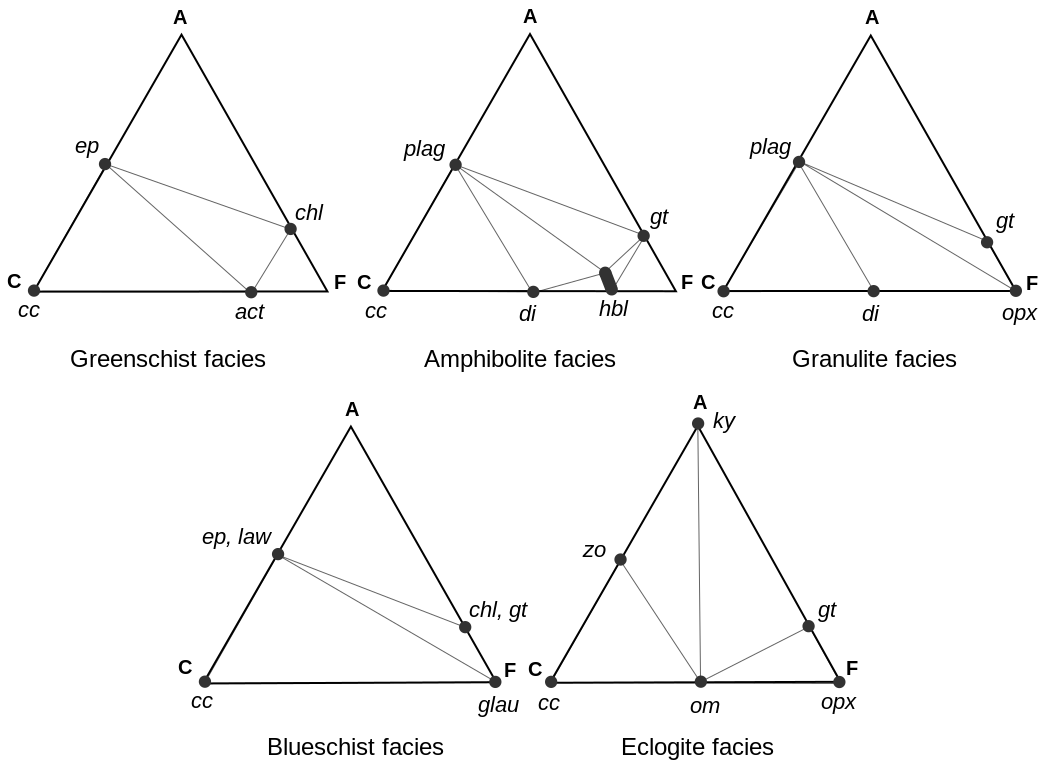 A
ep
chl
C
F
cc
act
Greenschist facies
A
plag
gt
C
F
cc
di
hbl
Amphibolite facies
A
plag
gt
C
F
cc
di
opx
Granulite facies
A
ep, law
chl, gt
C
F
cc
glau
Blueschist facies
A
ky
zo
gt
C
F
cc
om
opx
Eclogite facies